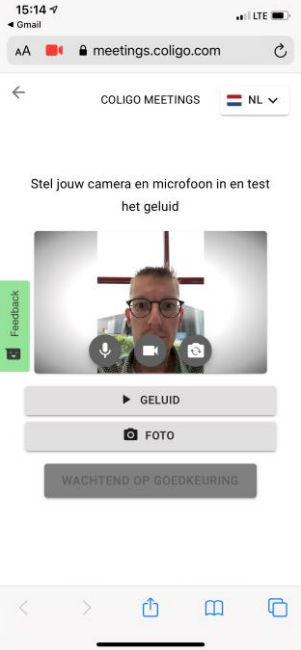 15:14
LTE
◀ Gmail
AA meetings.coligo.com
COLIGO MEETINGS
NL
Stel jouw camera en microfoon in en test
het geluid
Feedback
GELUID
FOTO
WACHTEND OP GOEDKEURING